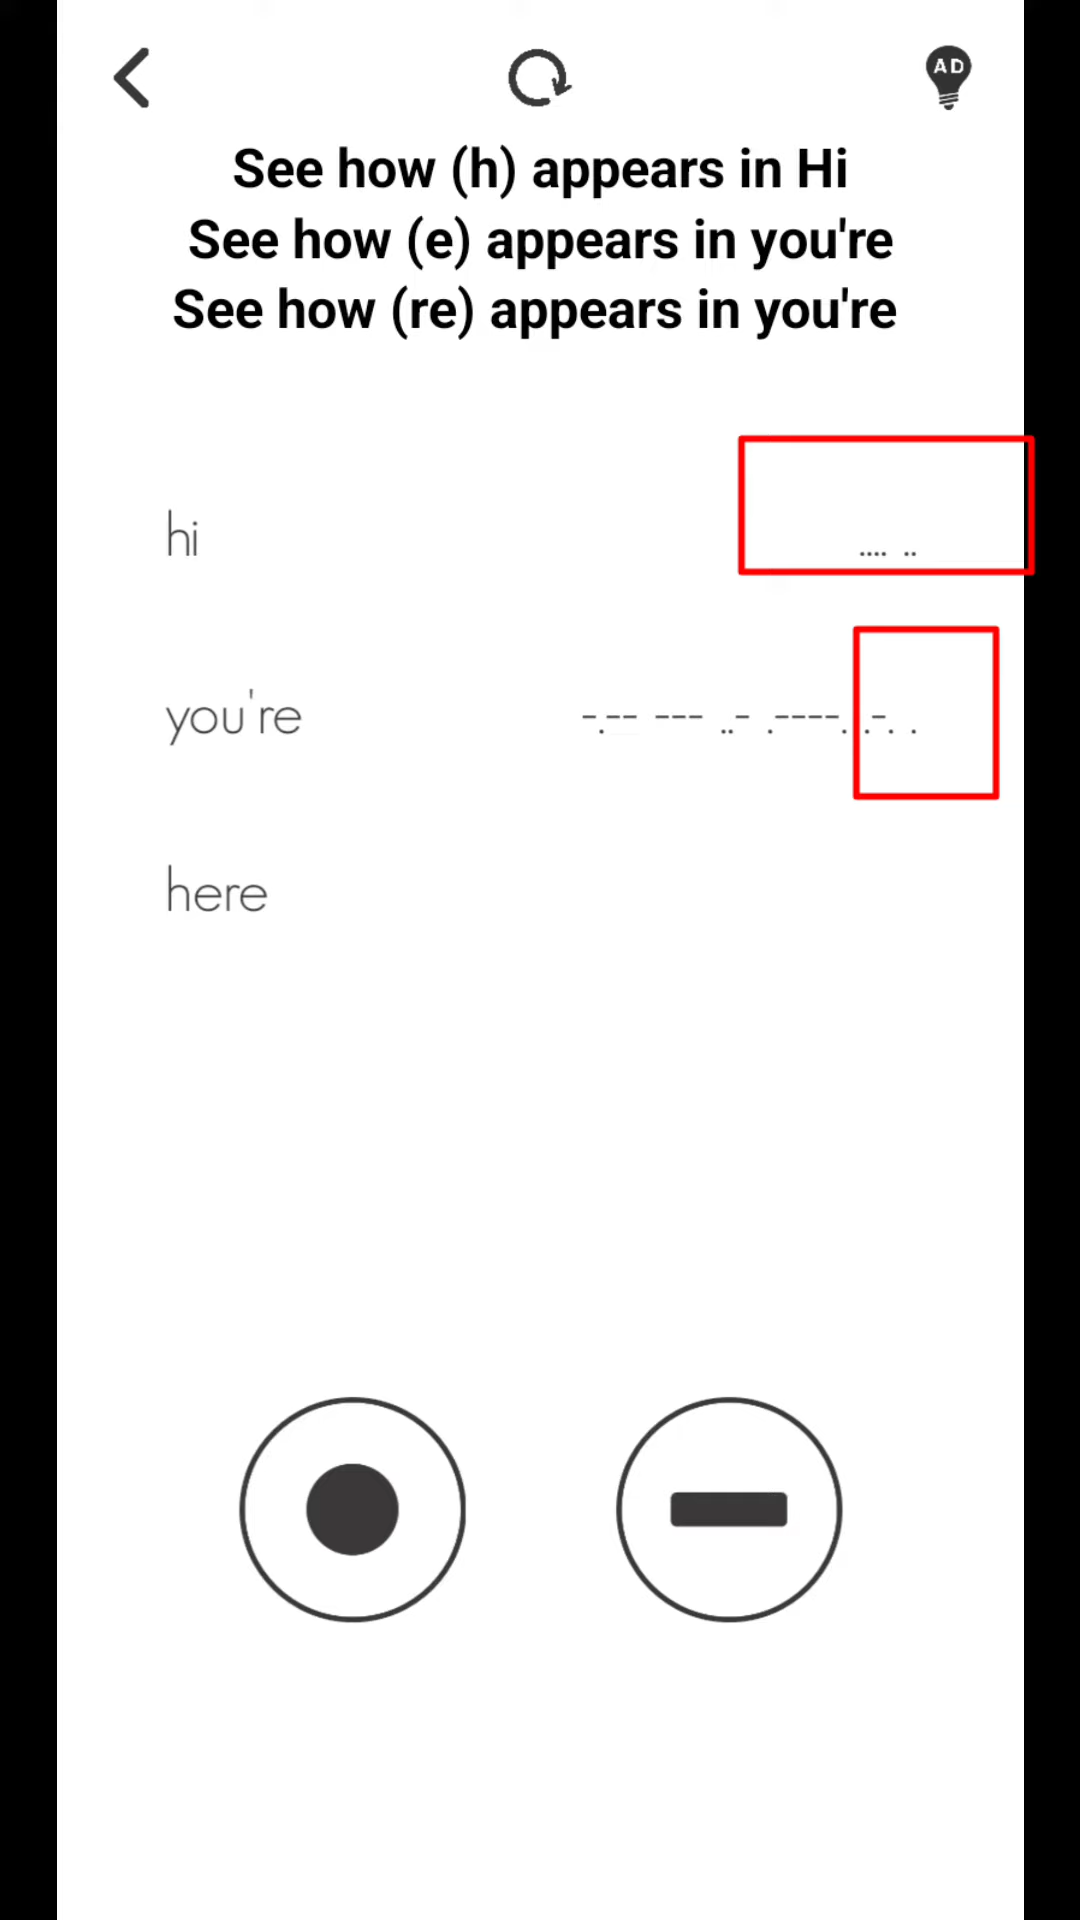 AD
See how (h) appears in Hi
See how (e) appears in you're
See how (re) appears in you're
hi .... ..
you're -.-- --- ..- .----. .-. .
here